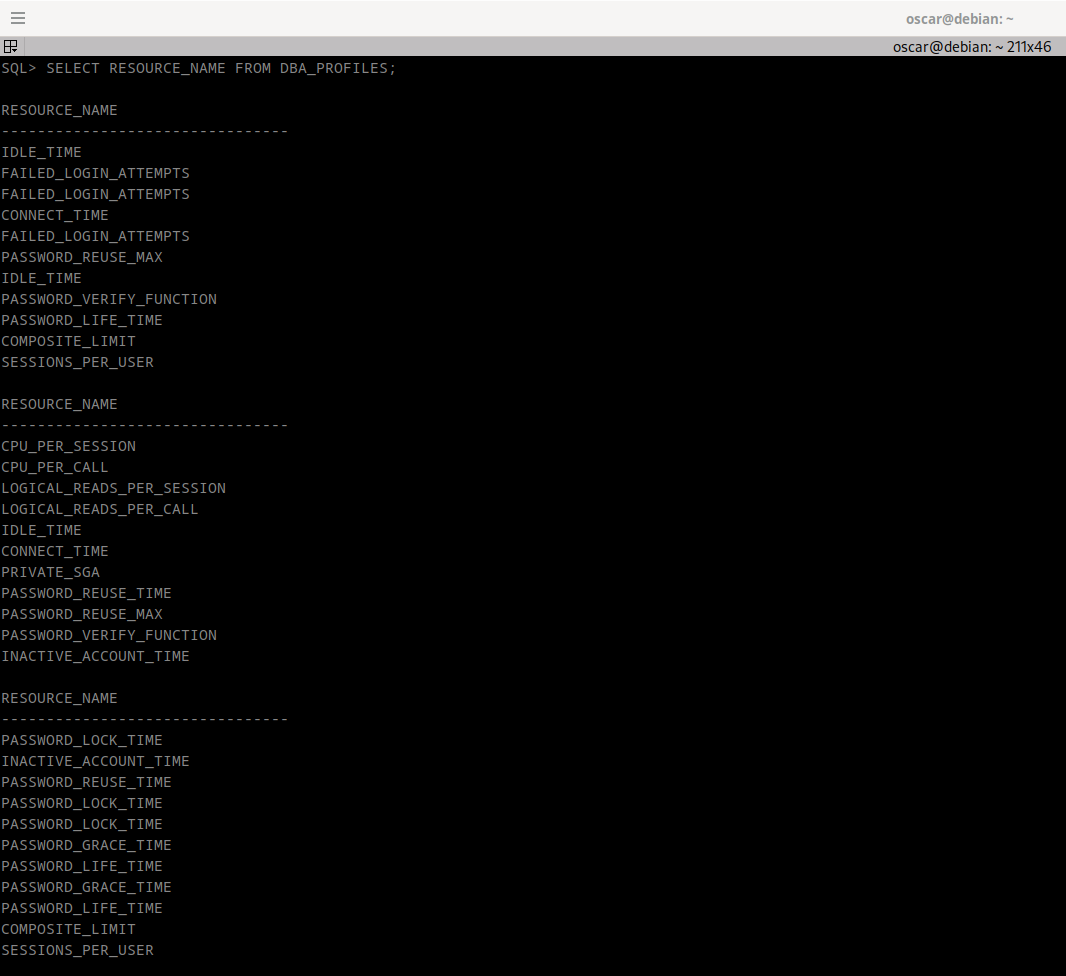 oscar@debian: ~
oscar@debian: ~ 211x46
SQL> SELECT RESOURCE_NAME FROM DBA_PROFILES;
RESOURCE_NAME
--------------------------------
IDLE_TIME
FAILED_LOGIN_ATTEMPTS
FAILED_LOGIN_ATTEMPTS
CONNECT_TIME
FAILED_LOGIN_ATTEMPTS
PASSWORD_REUSE_MAX
IDLE_TIME
PASSWORD_VERIFY_FUNCTION
PASSWORD_LIFE_TIME
COMPOSITE_LIMIT
SESSIONS_PER_USER
RESOURCE_NAME
--------------------------------
CPU_PER_SESSION
CPU_PER_CALL
LOGICAL_READS_PER_SESSION
LOGICAL_READS_PER_CALL
IDLE_TIME
CONNECT_TIME
PRIVATE_SGA
PASSWORD_REUSE_TIME
PASSWORD_REUSE_MAX
PASSWORD_VERIFY_FUNCTION
INACTIVE_ACCOUNT_TIME
RESOURCE_NAME
--------------------------------
PASSWORD_LOCK_TIME
INACTIVE_ACCOUNT_TIME
PASSWORD_REUSE_TIME
PASSWORD_LOCK_TIME
PASSWORD_LOCK_TIME
PASSWORD_GRACE_TIME
PASSWORD_LIFE_TIME
PASSWORD_GRACE_TIME
PASSWORD_LIFE_TIME
COMPOSITE_LIMIT
SESSIONS_PER_USER